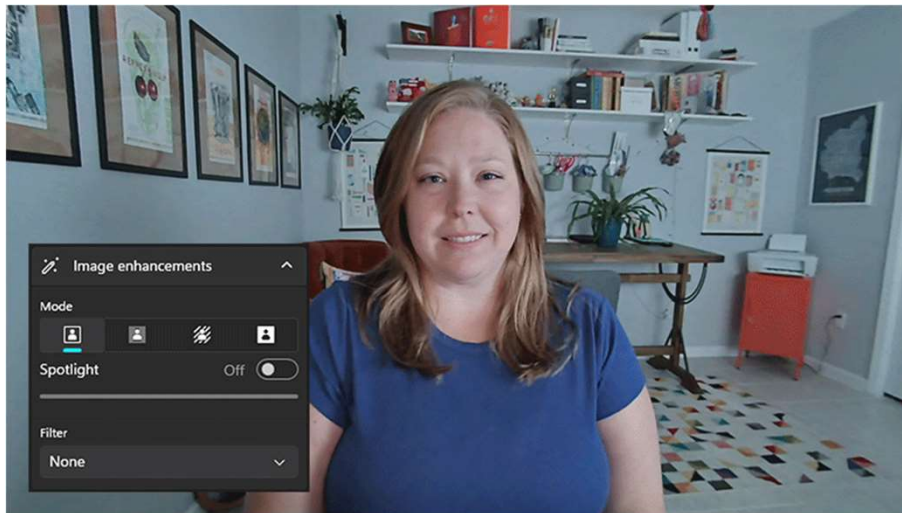 Image enhancements
Mode
Spotlight
Off
Filter
None